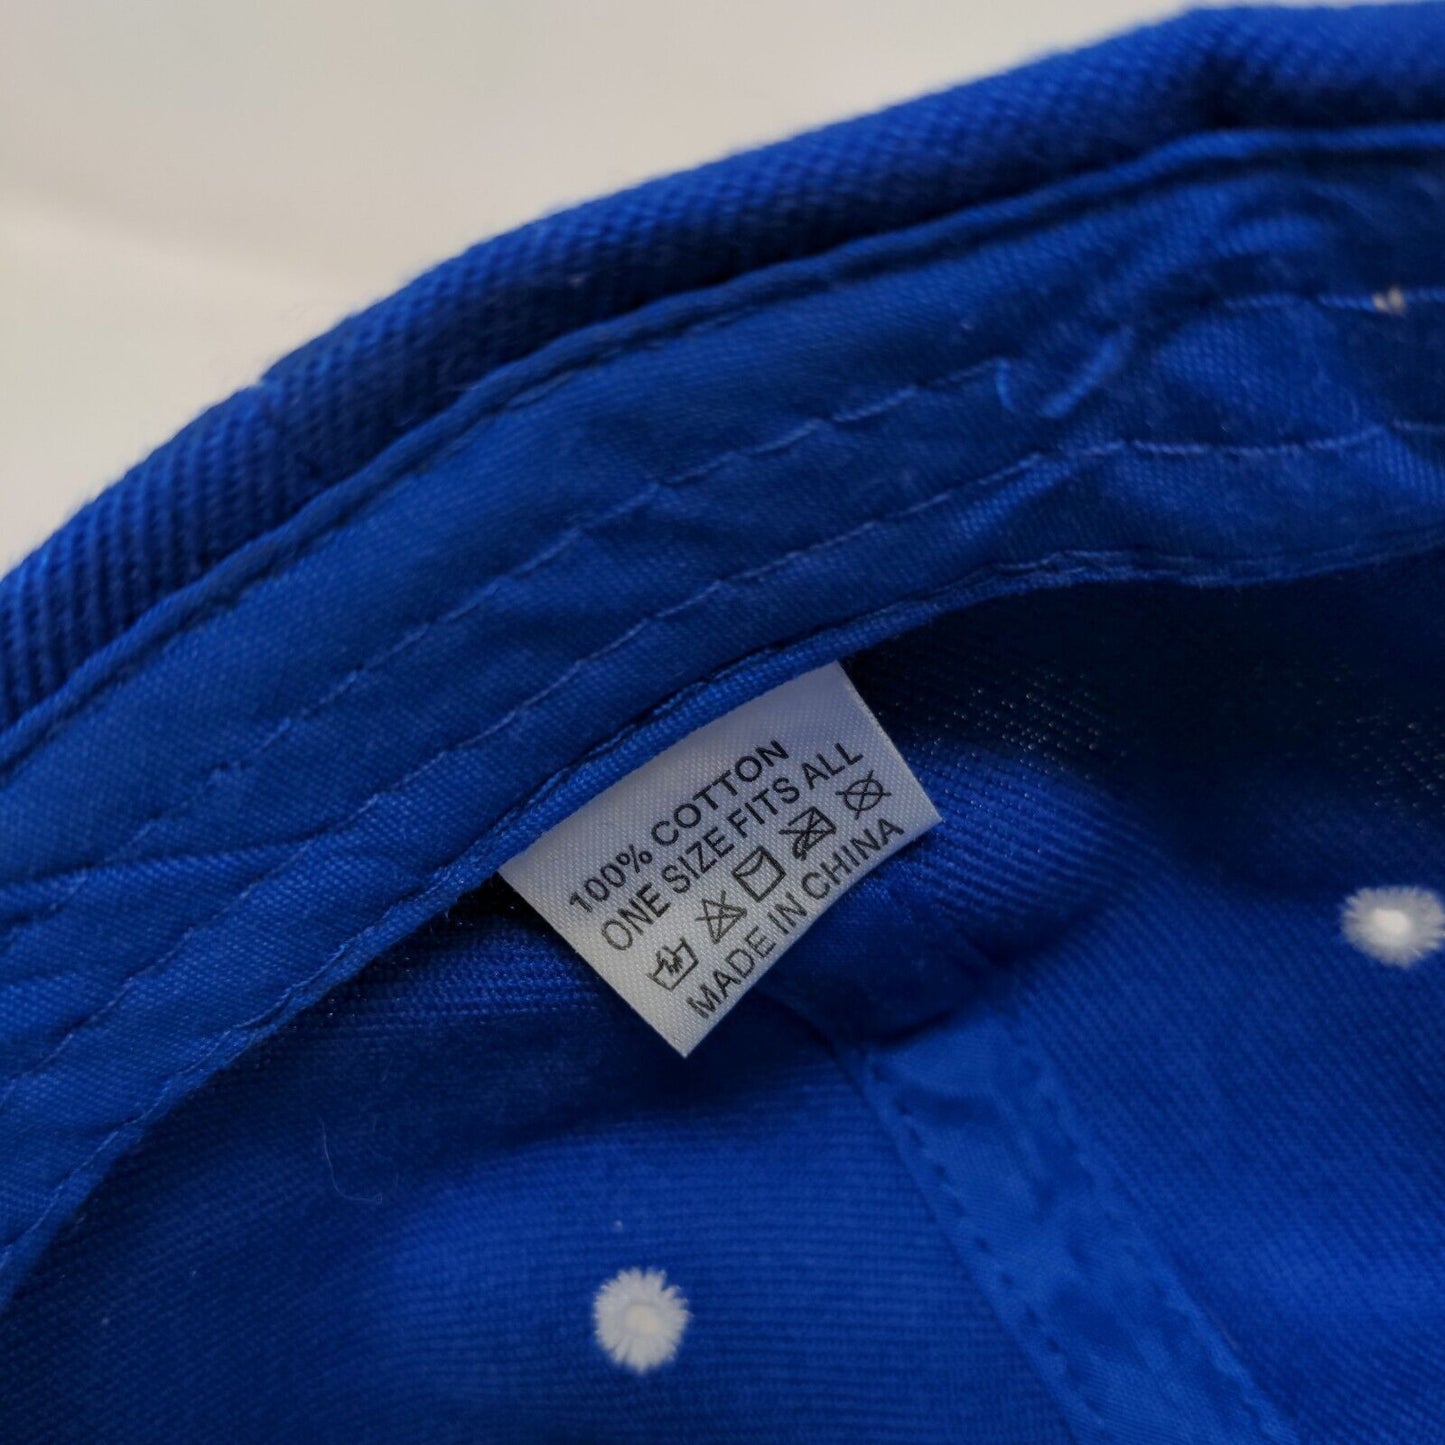 100% COTTON
ONE SIZE FITS ALL
MADE IN CHINA